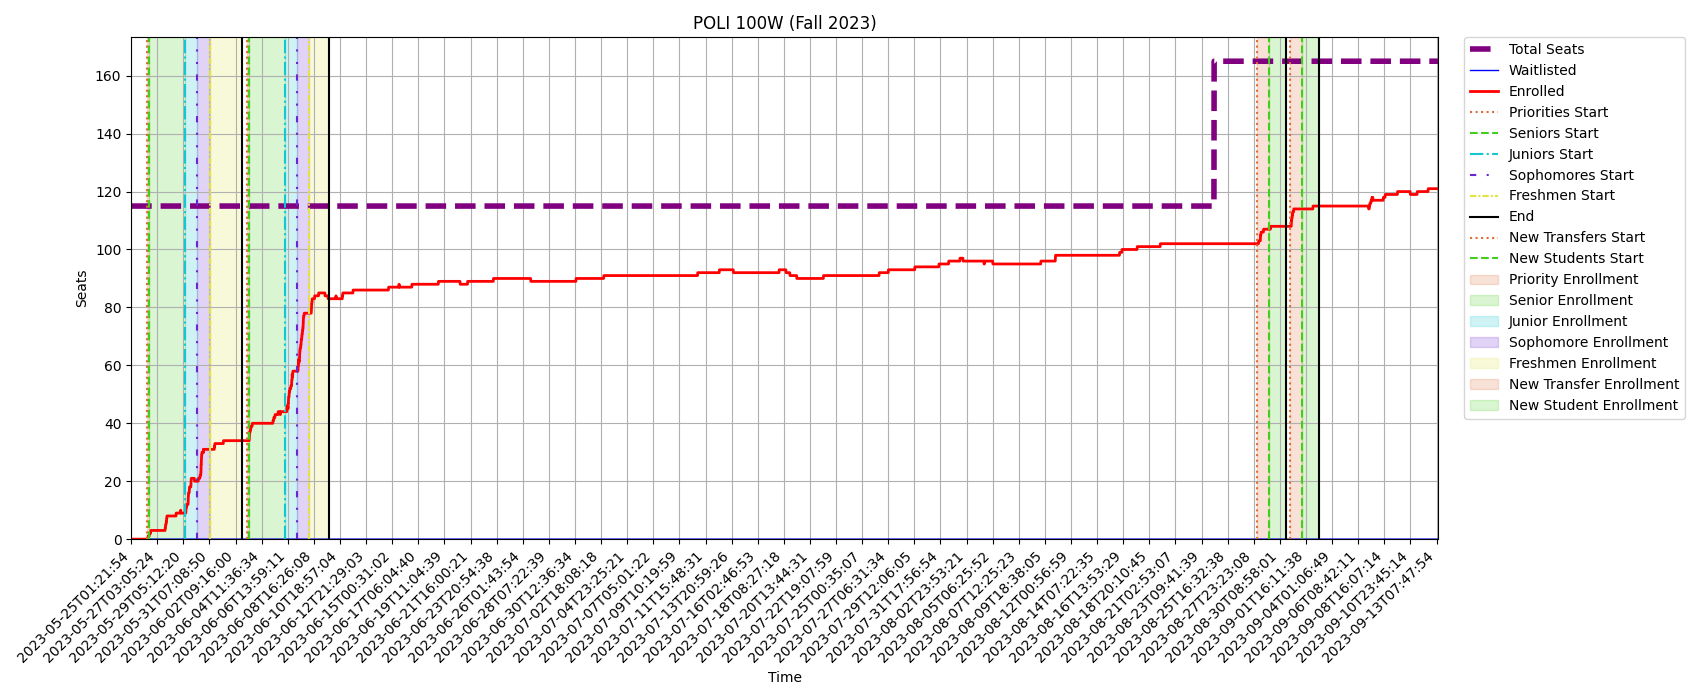 POLI 100W (Fall 2023)
Seats
160
140
120
100
80
60
40
20
0
2023-05-25T01:21:54
2023-05-27T03:05:24
2023-05-29T05:12:20
2023-05-31T07:08:50
2023-06-02T09:16:00
2023-06-04T11:36:34
2023-06-06T13:59:11
2023-06-08T16:26:08
2023-06-10T18:57:04
2023-06-12T21:29:03
2023-06-15T00:31:02
2023-06-17T06:04:40
2023-06-19T11:04:39
2023-06-21T16:00:21
2023-06-23T20:54:38
2023-06-26T01:43:54
2023-06-28T07:22:39
2023-06-30T12:36:34
2023-07-02T18:08:18
2023-07-04T23:25:21
2023-07-07T05:01:22
2023-07-09T10:19:59
2023-07-11T15:48:31
2023-07-13T20:59:26
2023-07-16T02:46:53
2023-07-18T08:27:18
2023-07-20T13:44:31
2023-07-22T19:07:59
2023-07-25T00:35:07
2023-07-27T06:31:34
2023-07-29T12:06:05
2023-07-31T17:56:54
2023-08-02T23:53:21
2023-08-05T06:25:52
2023-08-07T12:25:23
2023-08-09T18:38:05
2023-08-12T00:56:59
2023-08-14T07:22:35
2023-08-16T13:53:29
2023-08-18T20:10:45
2023-08-21T02:53:07
2023-08-23T09:41:39
2023-08-25T16:32:38
2023-08-27T23:23:08
2023-08-30T08:58:01
2023-09-01T16:11:38
2023-09-04T01:06:49
2023-09-06T08:42:11
2023-09-08T16:07:14
2023-09-10T23:45:14
2023-09-13T07:47:54
Time
Total Seats
Waitlisted
Enrolled
Priorities Start
Seniors Start
Juniors Start
Sophomores Start
Freshmen Start
End
New Transfers Start
New Students Start
Priority Enrollment
Senior Enrollment
Junior Enrollment
Sophomore Enrollment
Freshmen Enrollment
New Transfer Enrollment
New Student Enrollment